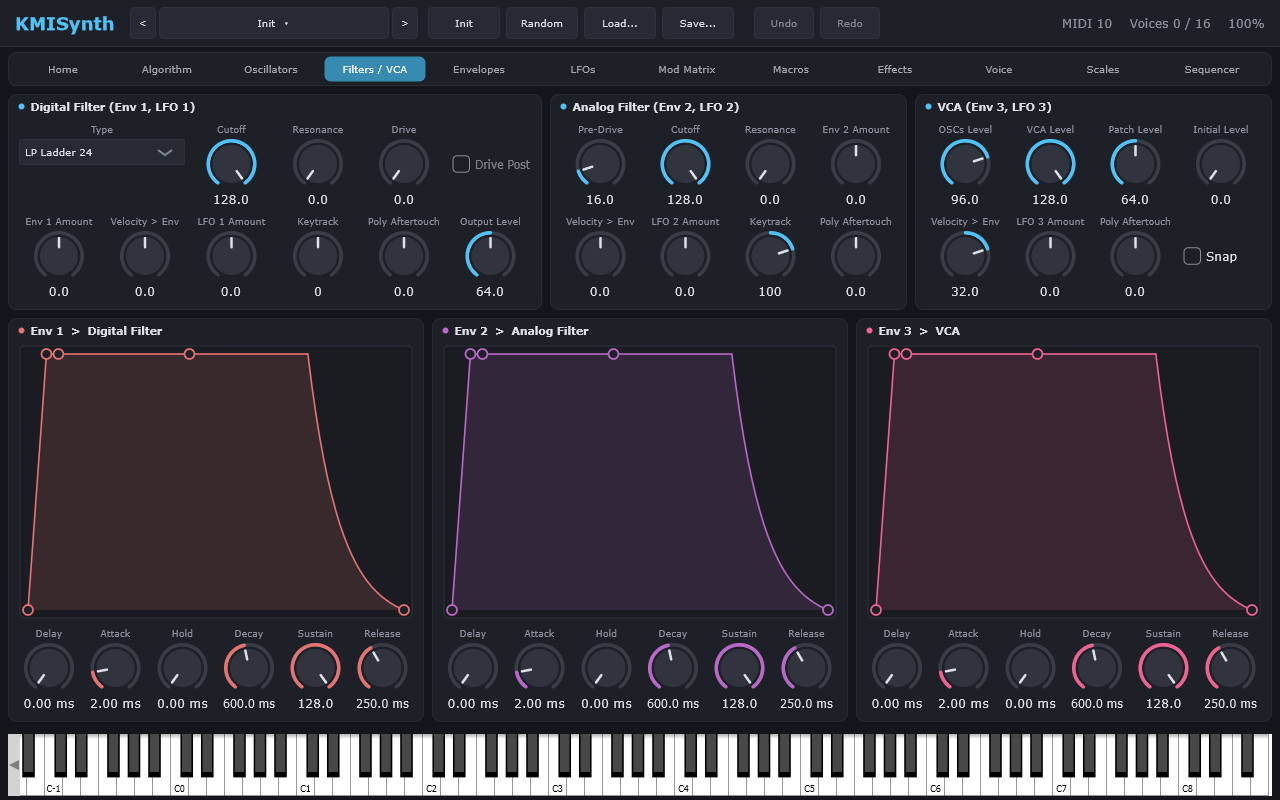 KMISynth < Init > Init Random Load... Save... Undo Redo MIDI 10 Voices 0 / 16 100%
Home Algorithm Oscillators Filters / VCA Envelopes LFOs Mod Matrix Macros Effects Voice Scales Sequencer
Digital Filter (Env 1, LFO 1)
Type Cutoff Resonance Drive
LP Ladder 24
Drive Post
128.0 0.0 0.0
Env 1 Amount Velocity > Env LFO 1 Amount Keytrack Poly Aftertouch Output Level
0.0 0.0 0.0 0 0.0 64.0
Analog Filter (Env 2, LFO 2)
Pre-Drive Cutoff Resonance Env 2 Amount
16.0 128.0 0.0 0.0
Velocity > Env LFO 2 Amount Keytrack Poly Aftertouch
0.0 0.0 100 0.0
VCA (Env 3, LFO 3)
OSCs Level VCA Level Patch Level Initial Level
96.0 128.0 64.0 0.0
Velocity > Env LFO 3 Amount Poly Aftertouch
Snap
32.0 0.0 0.0
Env 1 > Digital Filter
Delay Attack Hold Decay Sustain Release
0.00 ms 2.00 ms 0.00 ms 600.0 ms 128.0 250.0 ms
Env 2 > Analog Filter
Delay Attack Hold Decay Sustain Release
0.00 ms 2.00 ms 0.00 ms 600.0 ms 128.0 250.0 ms
Env 3 > VCA
Delay Attack Hold Decay Sustain Release
0.00 ms 2.00 ms 0.00 ms 600.0 ms 128.0 250.0 ms
C-1 C0 C1 C2 C3 C4 C5 C6 C7 C8